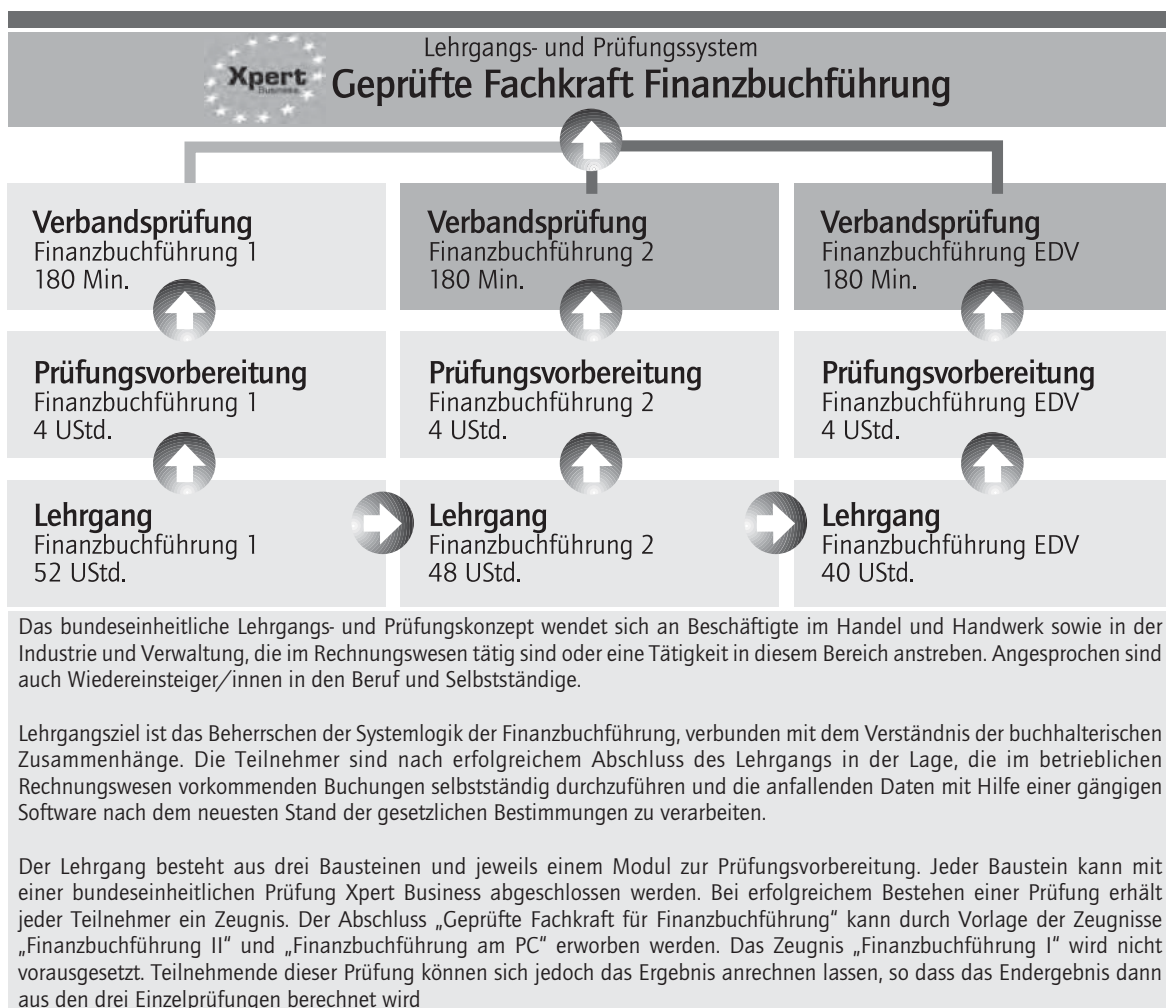 Lehrgangs- und Prüfungssystem
Xpert
Business
Geprüfte Fachkraft Finanzbuchführung
Verbandsprüfung
Finanzbuchführung 1
180 Min.
Verbandsprüfung
Finanzbuchführung 2
180 Min.
Verbandsprüfung
Finanzbuchführung EDV
180 Min.
Prüfungsvorbereitung
Finanzbuchführung 1
4 UStd.
Prüfungsvorbereitung
Finanzbuchführung 2
4 UStd.
Prüfungsvorbereitung
Finanzbuchführung EDV
4 UStd.
Lehrgang
Finanzbuchführung 1
52 UStd.
Lehrgang
Finanzbuchführung 2
48 UStd.
Lehrgang
Finanzbuchführung EDV
40 UStd.
Das bundeseinheitliche Lehrgangs- und Prüfungskonzept wendet sich an Beschäftigte im Handel und Handwerk sowie in der
Industrie und Verwaltung, die im Rechnungswesen tätig sind oder eine Tätigkeit in diesem Bereich anstreben. Angesprochen sind
auch Wiedereinsteiger/innen in den Beruf und Selbstständige.
Lehrgangsziel ist das Beherrschen der Systemlogik der Finanzbuchführung, verbunden mit dem Verständnis der buchhalterischen
Zusammenhänge. Die Teilnehmer sind nach erfolgreichem Abschluss des Lehrgangs in der Lage, die im betrieblichen
Rechnungswesen vorkommenden Buchungen selbstständig durchzuführen und die anfallenden Daten mit Hilfe einer gängigen
Software nach dem neuesten Stand der gesetzlichen Bestimmungen zu verarbeiten.
Der Lehrgang besteht aus drei Bausteinen und jeweils einem Modul zur Prüfungsvorbereitung. Jeder Baustein kann mit
einer bundeseinheitlichen Prüfung Xpert Business abgeschlossen werden. Bei erfolgreichem Bestehen einer Prüfung erhält
jeder Teilnehmer ein Zeugnis. Der Abschluss „Geprüfte Fachkraft für Finanzbuchführung" kann durch Vorlage der Zeugnisse
„Finanzbuchführung II" und „Finanzbuchführung am PC" erworben werden. Das Zeugnis „Finanzbuchführung I" wird nicht
vorausgesetzt. Teilnehmende dieser Prüfung können sich jedoch das Ergebnis anrechnen lassen, so dass das Endergebnis dann
aus den drei Einzelprüfungen berechnet wird